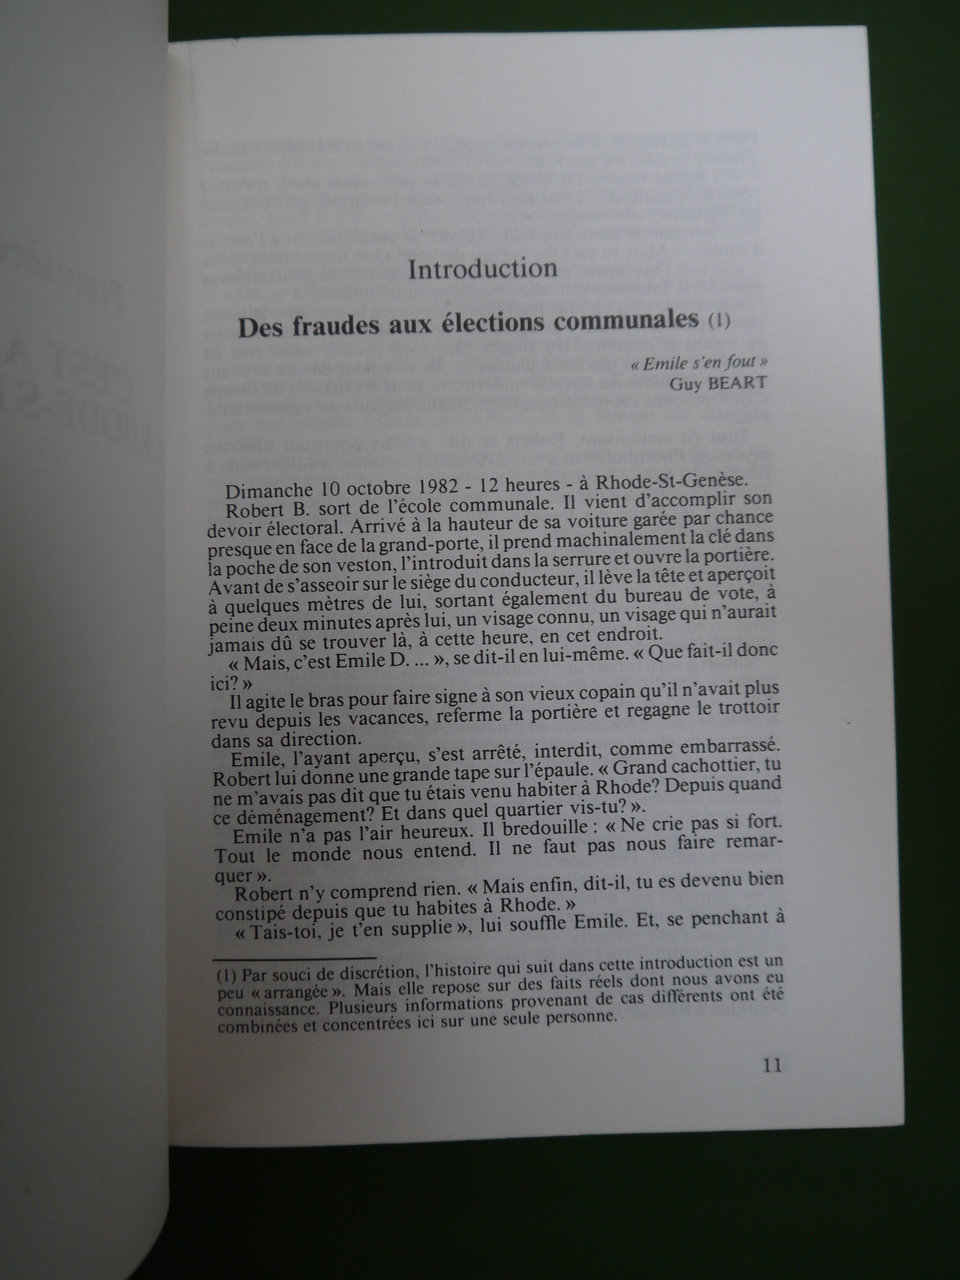 Introduction
Des fraudes aux élections communales (1)
« Emile s'en fout »
Guy BEART
Dimanche 10 octobre 1982 - 12 heures - à Rhode-St-Genèse.
Robert B. sort de l'école communale. Il vient d'accomplir son
devoir électoral. Arrivé à la hauteur de sa voiture garée par chance
presque en face de la grand-porte, il prend machinalement la clé dans
la poche de son veston, l'introduit dans la serrure et ouvre la portière.
Avant de s'asseoir sur le siège du conducteur, il lève la tête et aperçoit
à quelques mètres de lui, sortant également du bureau de vote, à
peine deux minutes après lui, un visage connu, un visage qui n'aurait
jamais dû se trouver là, à cette heure, en cet endroit.
« Mais, c'est Emile D. ... », se dit-il en lui-même. « Que fait-il donc
ici? »
Il agite le bras pour faire signe à son vieux copain qu'il n'avait plus
revu depuis les vacances, referme la portière et regagne le trottoir
dans sa direction.
Emile, l'ayant aperçu, s'est arrêté, interdit, comme embarrassé.
Robert lui donne une grande tape sur l'épaule. « Grand cachottier, tu
ne m'avais pas dit que tu étais venu habiter à Rhode? Depuis quand
ce déménagement? Et dans quel quartier vis-tu? ».
Emile n'a pas l'air heureux. Il bredouille : « Ne crie pas si fort.
Tout le monde nous entend. Il ne faut pas nous faire remar-
quer ».
Robert n'y comprend rien. « Mais enfin, dit-il, tu es devenu bien
constipé depuis que tu habites à Rhode. »
« Tais-toi, je t'en supplie », lui souffle Emile. Et, se penchant à
(1) Par souci de discrétion, l'histoire qui suit dans cette introduction est un
peu « arrangée ». Mais elle repose sur des faits réels dont nous avons eu
connaissance. Plusieurs informations provenant de cas différents ont été
combinées et concentrées ici sur une seule personne.
11